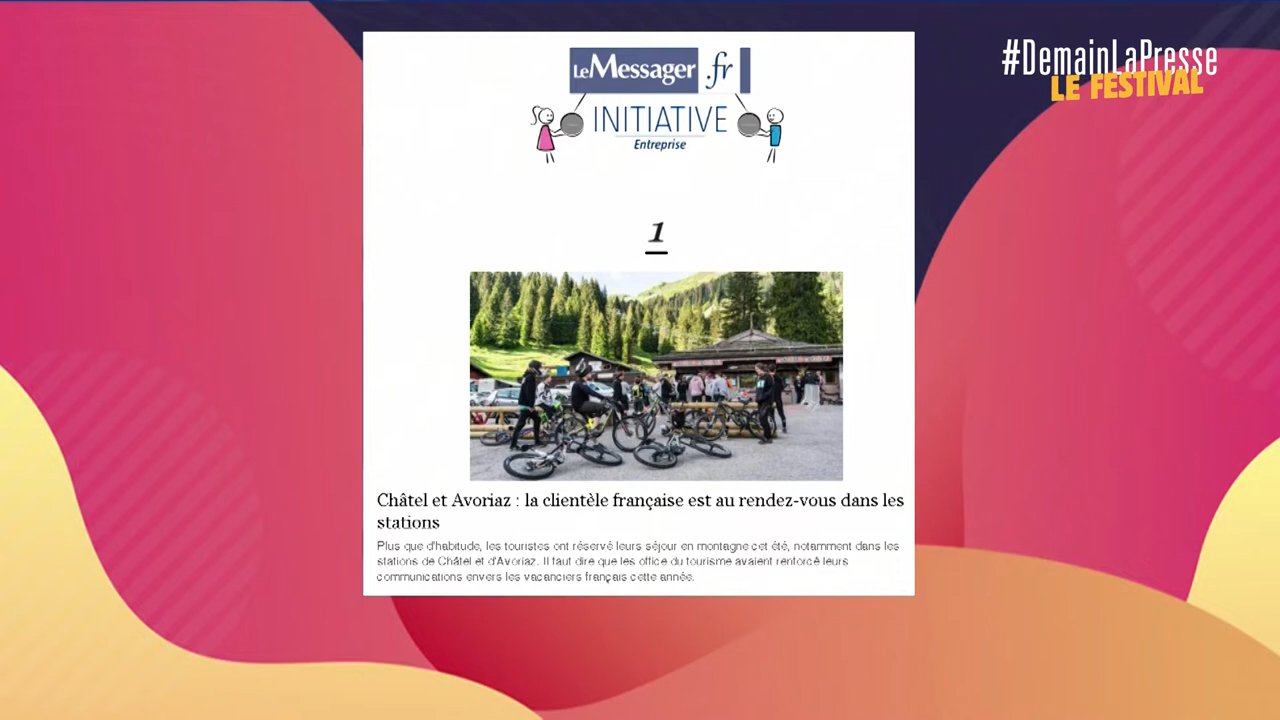 #DemainLaPresse
LE FESTIVAL
LeMessager.fr
INITIATIVE
Entreprise
1
Châtel et Avoriaz : la clientèle française est au rendez-vous dans les
stations
Plus que d'habitude, les touristes ont réservé leurs séjour en montagne cet été, notamment dans les
stations de Châtel et d'Avoriaz. Il faut dire que les office du tourisme avaient renforcé leurs
communications envers les vacanciers français cette année.